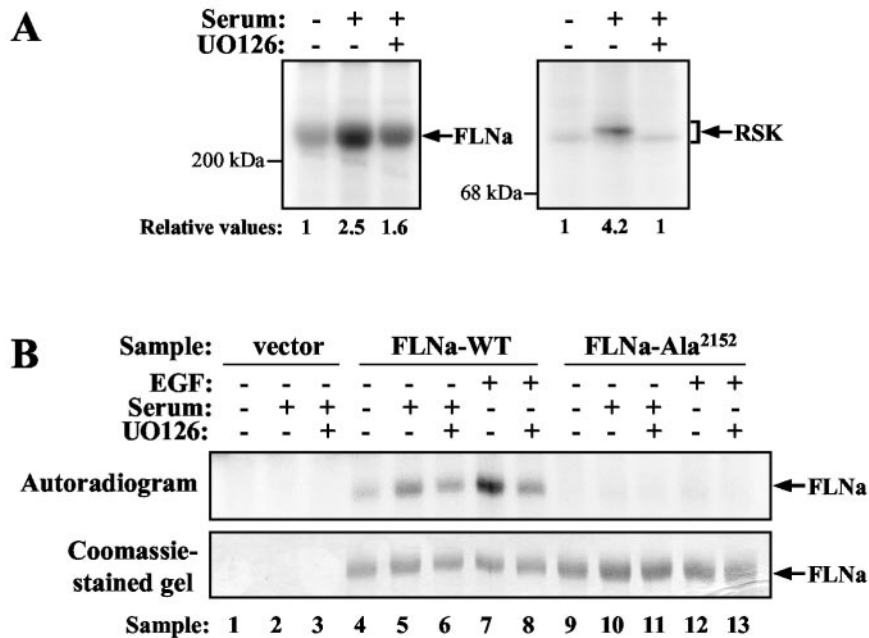 A
Serum: - + + - + +
UO126: - - + - - +
FLNa
RSK
200 kDa
68 kDa
Relative values: 1 2.5 1.6 1 4.2 1
B
Sample: vector FLNa-WT FLNa-Ala²¹⁵²
EGF: - - - - - - + + - - - + +
Serum: - + + - + + - - - + + - -
UO126: - - + - - + - + - - + - +
Autoradiogram FLNa
Coomassie-
stained gel FLNa
Sample: 1 2 3 4 5 6 7 8 9 10 11 12 13